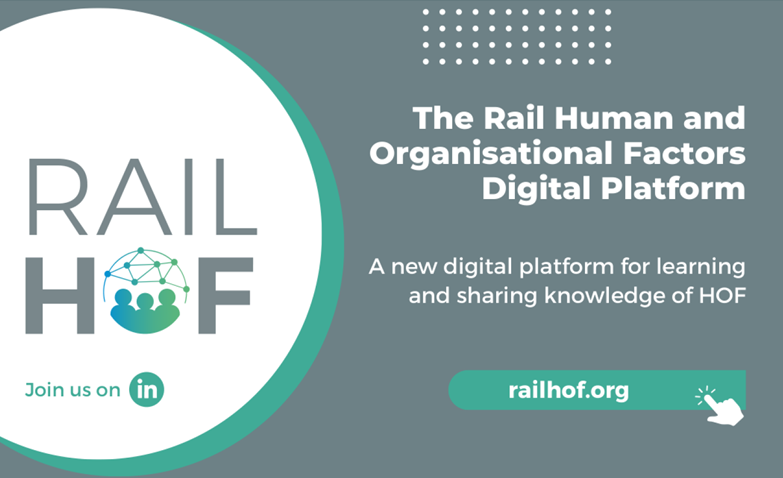 RAIL
HOF
Join us on in
The Rail Human and
Organisational Factors
Digital Platform
A new digital platform for learning
and sharing knowledge of HOF
railhof.org